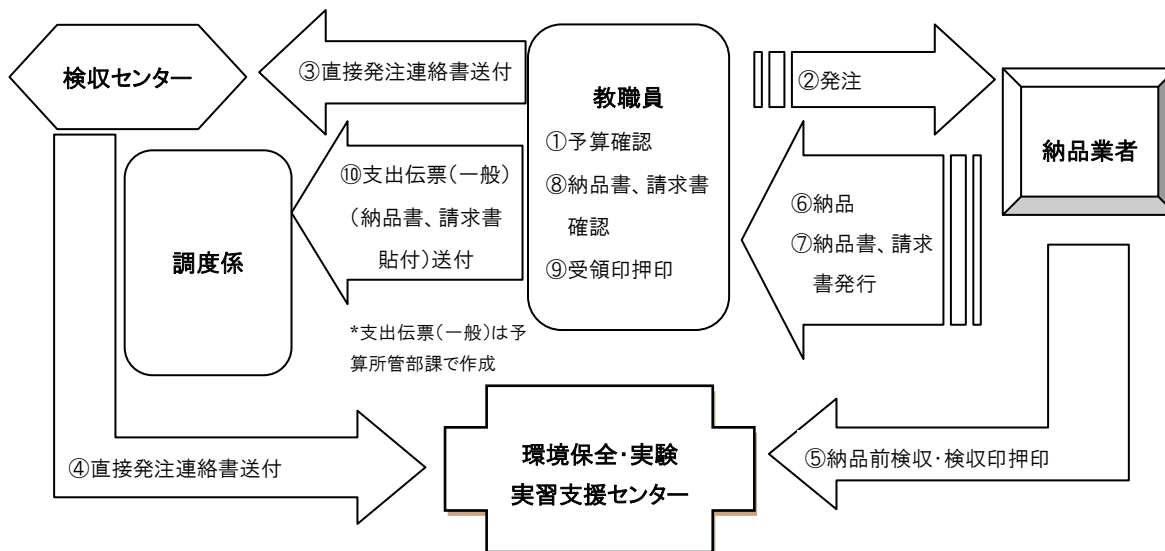 検収センター
③直接発注連絡書送付
教職員
①予算確認
⑧納品書、請求書
確認
⑨受領印押印
②発注
納品業者
⑩支出伝票(一般)
(納品書、請求書
貼付)送付
⑥納品
⑦納品書、請求
書発行
調度係
*支出伝票(一般)は予
算所管部課で作成
④直接発注連絡書送付
環境保全・実験
実習支援センター
⑤納品前検収・検収印押印